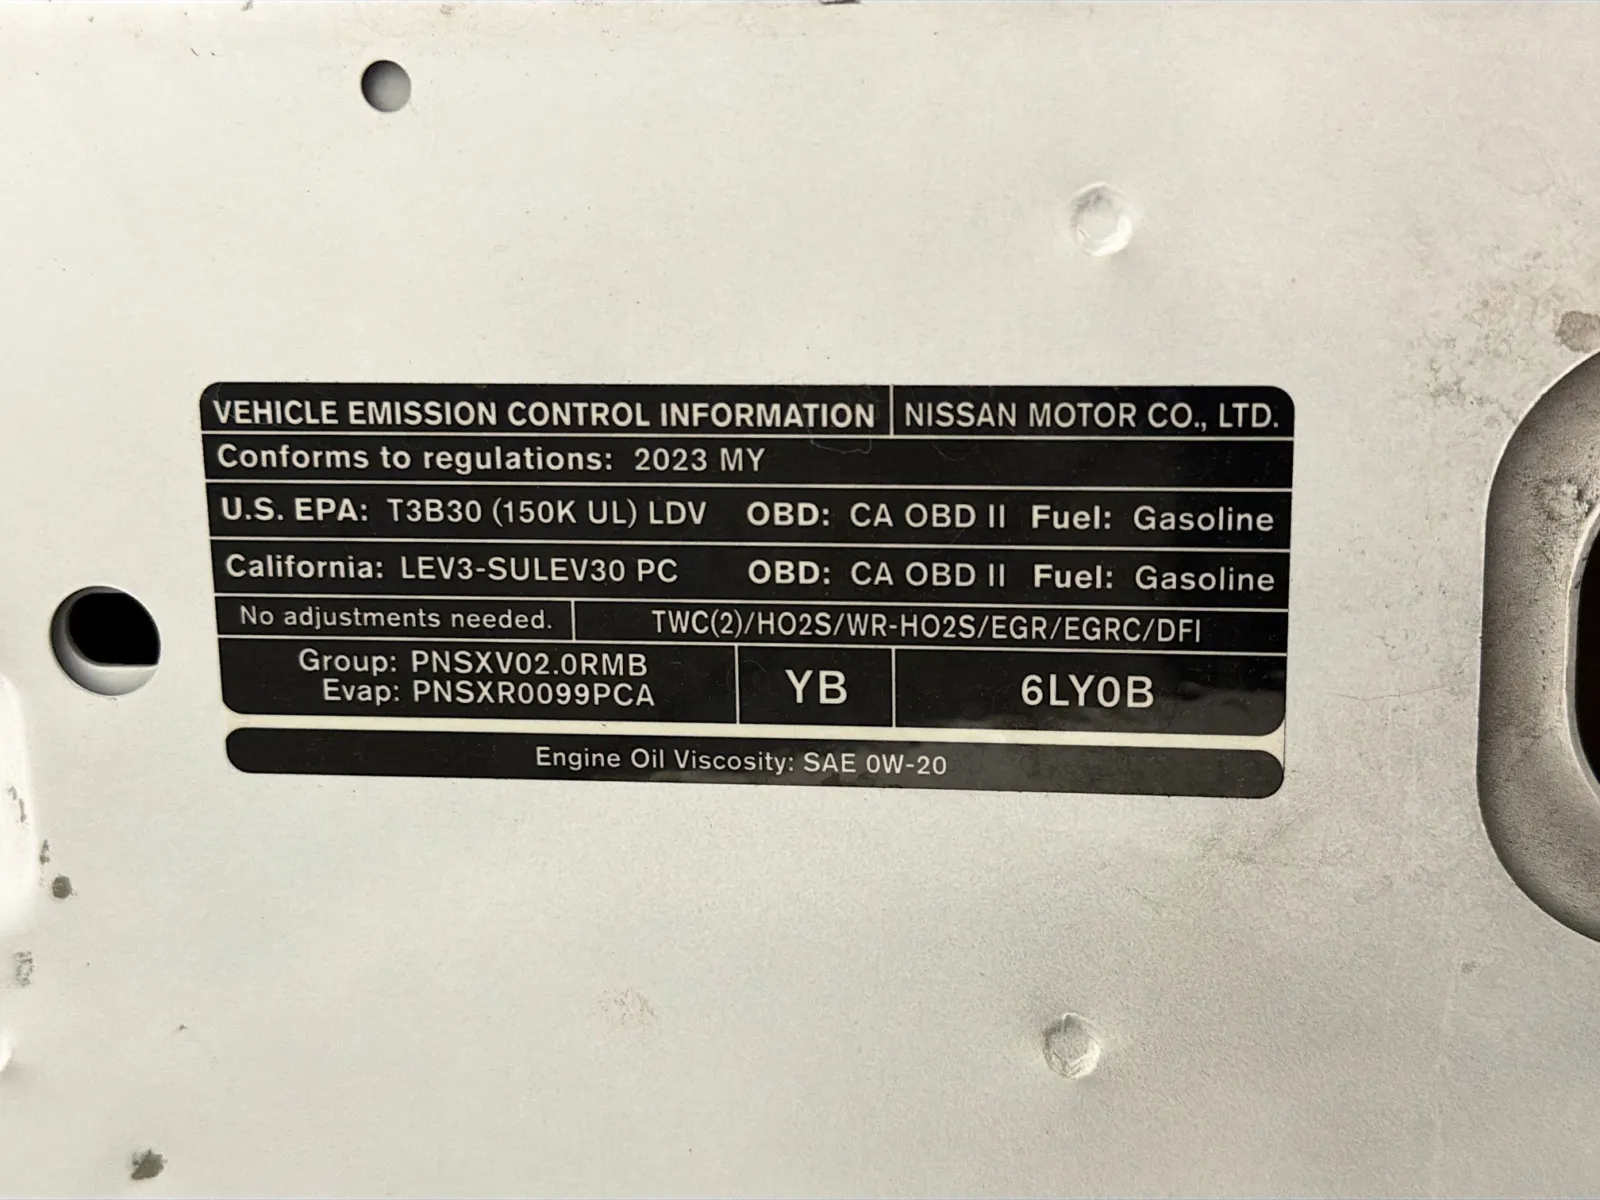 VEHICLE EMISSION CONTROL INFORMATION NISSAN MOTOR CO., LTD.
Conforms to regulations: 2023 MY
U.S. EPA: T3B30 (150K UL) LDV OBD: CA OBD II Fuel: Gasoline
California: LEV3-SULEV30 PC OBD: CA OBD II Fuel: Gasoline
No adjustments needed. TWC(2)/HO2S/WR-HO2S/EGR/EGRC/DFI
Group: PNSXV02.0RMB
Evap: PNSXR0099PCA
YB
6LY0B
Engine Oil Viscosity: SAE 0W-20